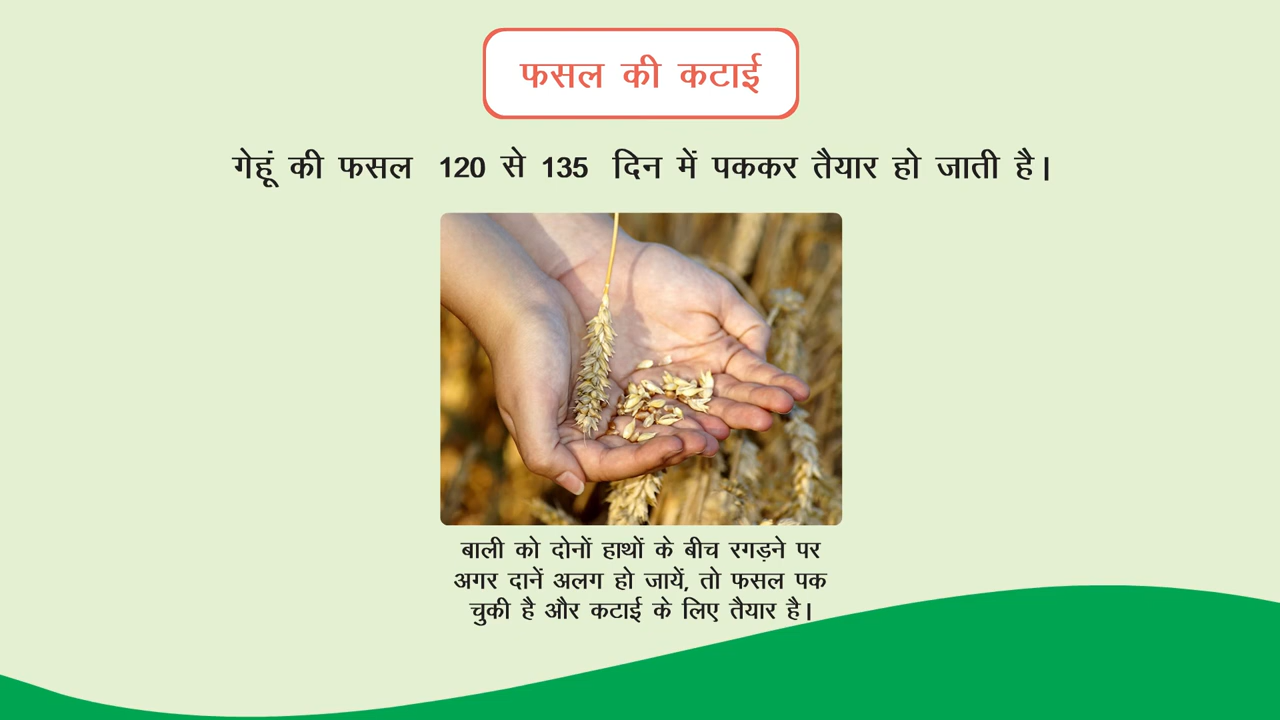 फसल की कटाई
गेहूं की फसल 120 से 135 दिन में पककर तैयार हो जाती है।
बाली को दोनों हाथों के बीच रगड़ने पर
अगर दानें अलग हो जायें, तो फसल पक
चुकी है और कटाई के लिए तैयार है।